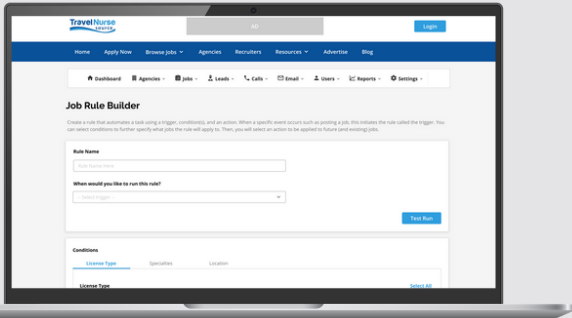 TravelNurse
SOURCE
AD
Login
Home Apply Now Browse Jobs Agencies Recruiters Resources Advertise Blog
Dashboard Agencies Jobs Leads Calls Email Users Reports Settings
Job Rule Builder
Create a rule that automates a task using a trigger, condition(s), and an action. When a specific event occurs such as posting a job, this initiates the rule called the trigger. You
can select conditions to further specify what jobs the rule will apply to. Then, you will select an action to be applied to future (and existing) jobs.
Rule Name
Rule Name Here
When would you like to run this rule?
-- Select trigger --
Test Run
Conditions
License Type Specialties Location
License Type Select All